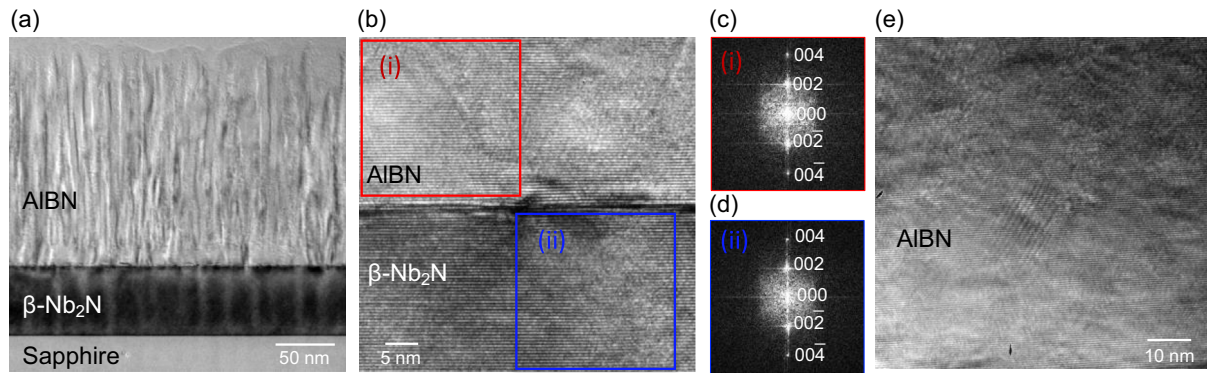 (a)
AlBN
β-Nb₂N
Sapphire
50 nm
(b)
(i)
AlBN
(ii)
β-Nb₂N
5 nm
(c)
(i)
004
002
000
002̅
004̅
(d)
(ii)
004
002
000
002̅
004̅
(e)
AlBN
10 nm